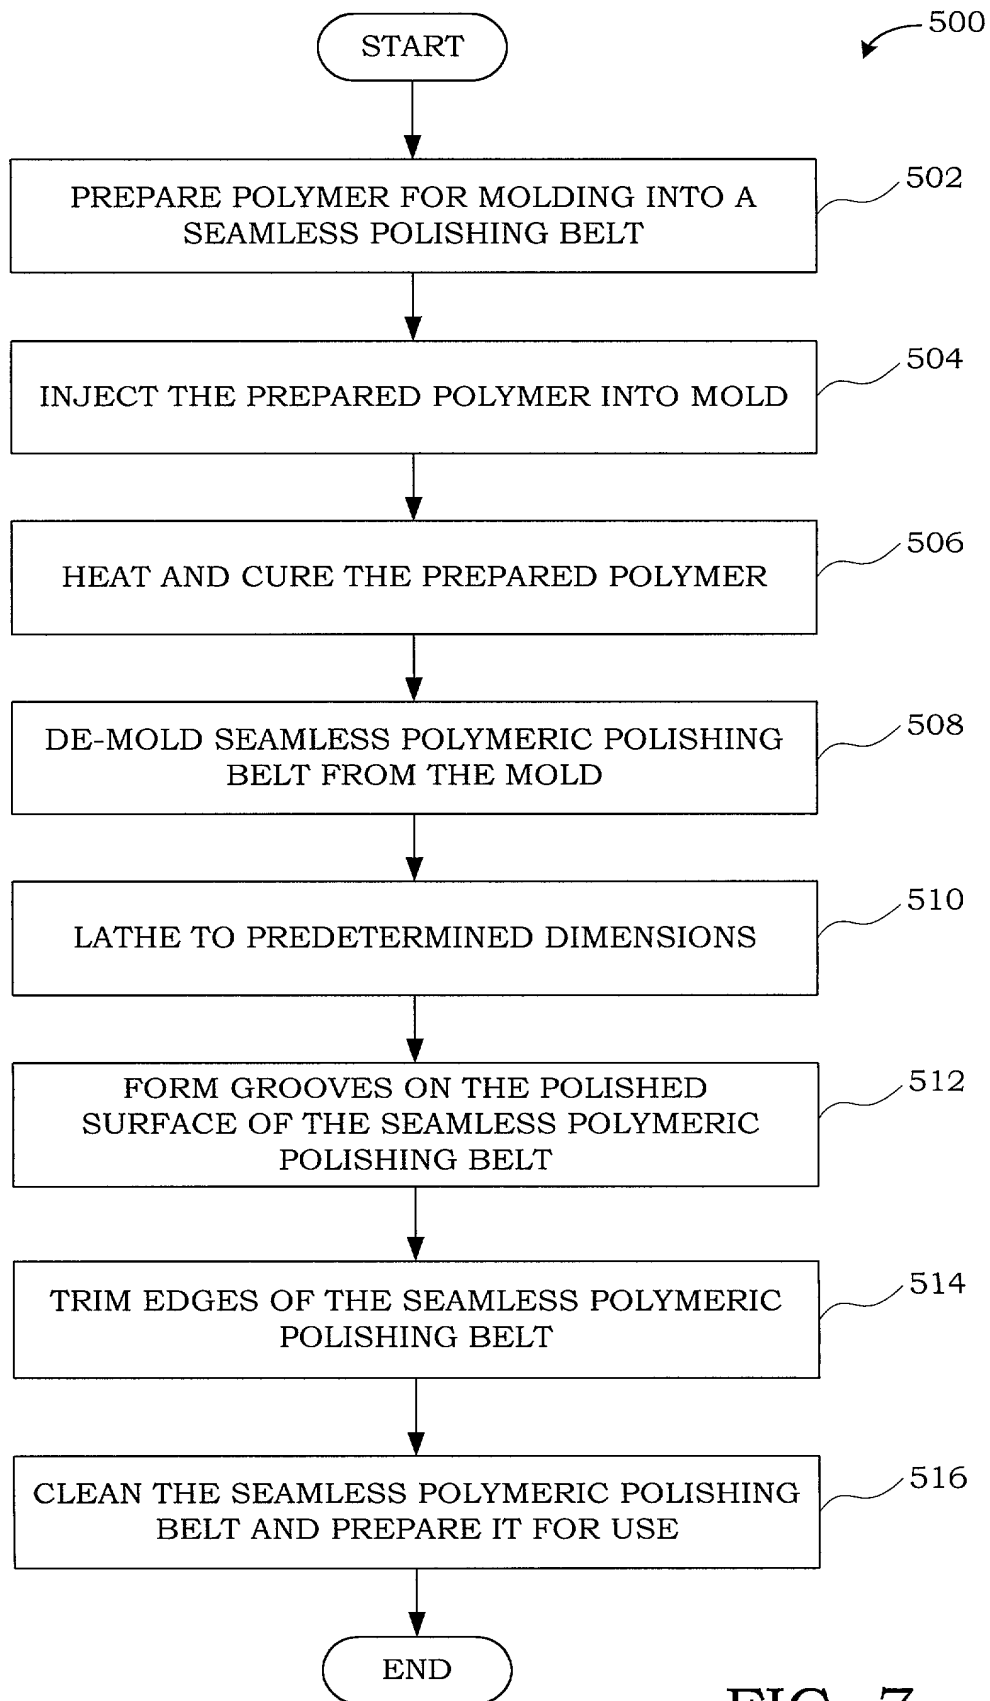 START
500
PREPARE POLYMER FOR MOLDING INTO A
SEAMLESS POLISHING BELT
502
INJECT THE PREPARED POLYMER INTO MOLD
504
HEAT AND CURE THE PREPARED POLYMER
506
DE-MOLD SEAMLESS POLYMERIC POLISHING
BELT FROM THE MOLD
508
LATHE TO PREDETERMINED DIMENSIONS
510
FORM GROOVES ON THE POLISHED
SURFACE OF THE SEAMLESS POLYMERIC
POLISHING BELT
512
TRIM EDGES OF THE SEAMLESS POLYMERIC
POLISHING BELT
514
CLEAN THE SEAMLESS POLYMERIC POLISHING
BELT AND PREPARE IT FOR USE
516
END
FIG. 7